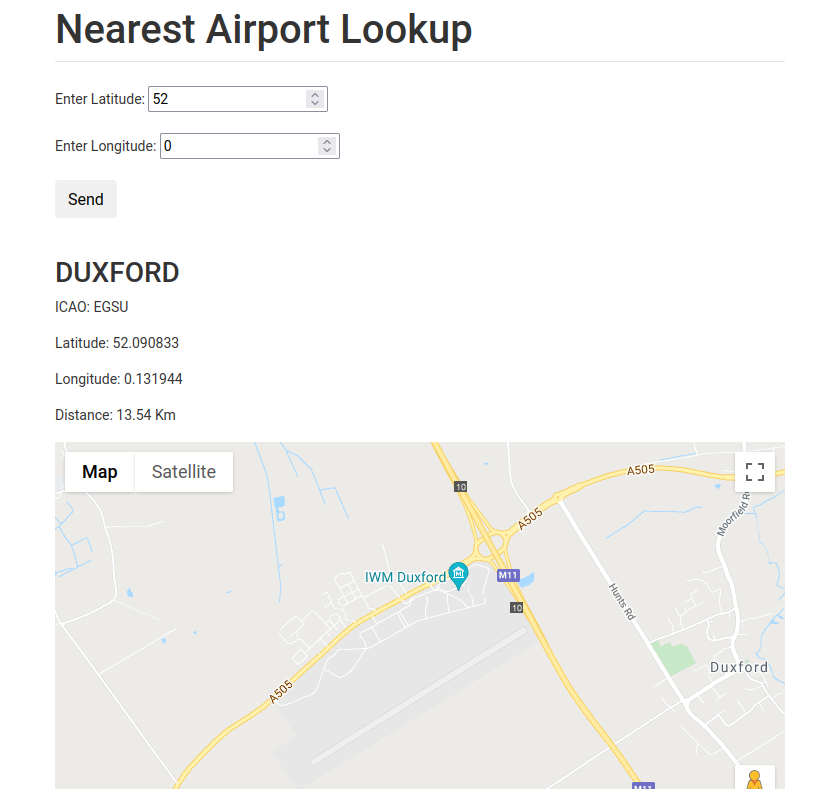 Nearest Airport Lookup
Enter Latitude: 52
Enter Longitude: 0
Send
DUXFORD
ICAO: EGSU
Latitude: 52.090833
Longitude: 0.131944
Distance: 13.54 Km
Map Satellite
A505
10
A505
Moorfield R
IWM Duxford
M11
Hunts Rd
10
Duxford
A505
M11